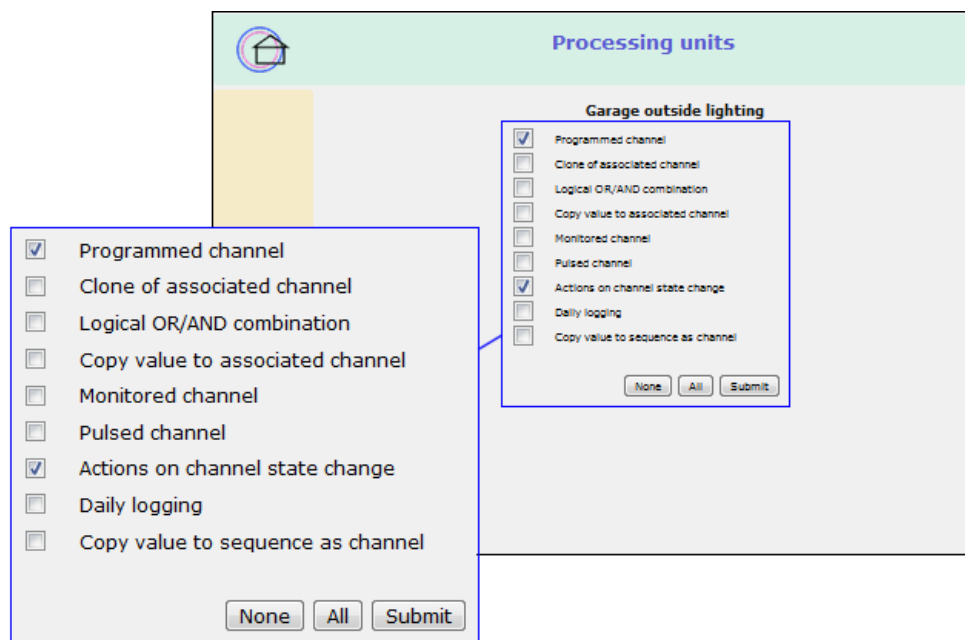 Processing units
Garage outside lighting
Programmed channel
Clone of associated channel
Logical OR/AND combination
Copy value to associated channel
Monitored channel
Pulsed channel
Actions on channel state change
Daily logging
Copy value to sequence as channel
None All Submit
Programmed channel
Clone of associated channel
Logical OR/AND combination
Copy value to associated channel
Monitored channel
Pulsed channel
Actions on channel state change
Daily logging
Copy value to sequence as channel
None All Submit